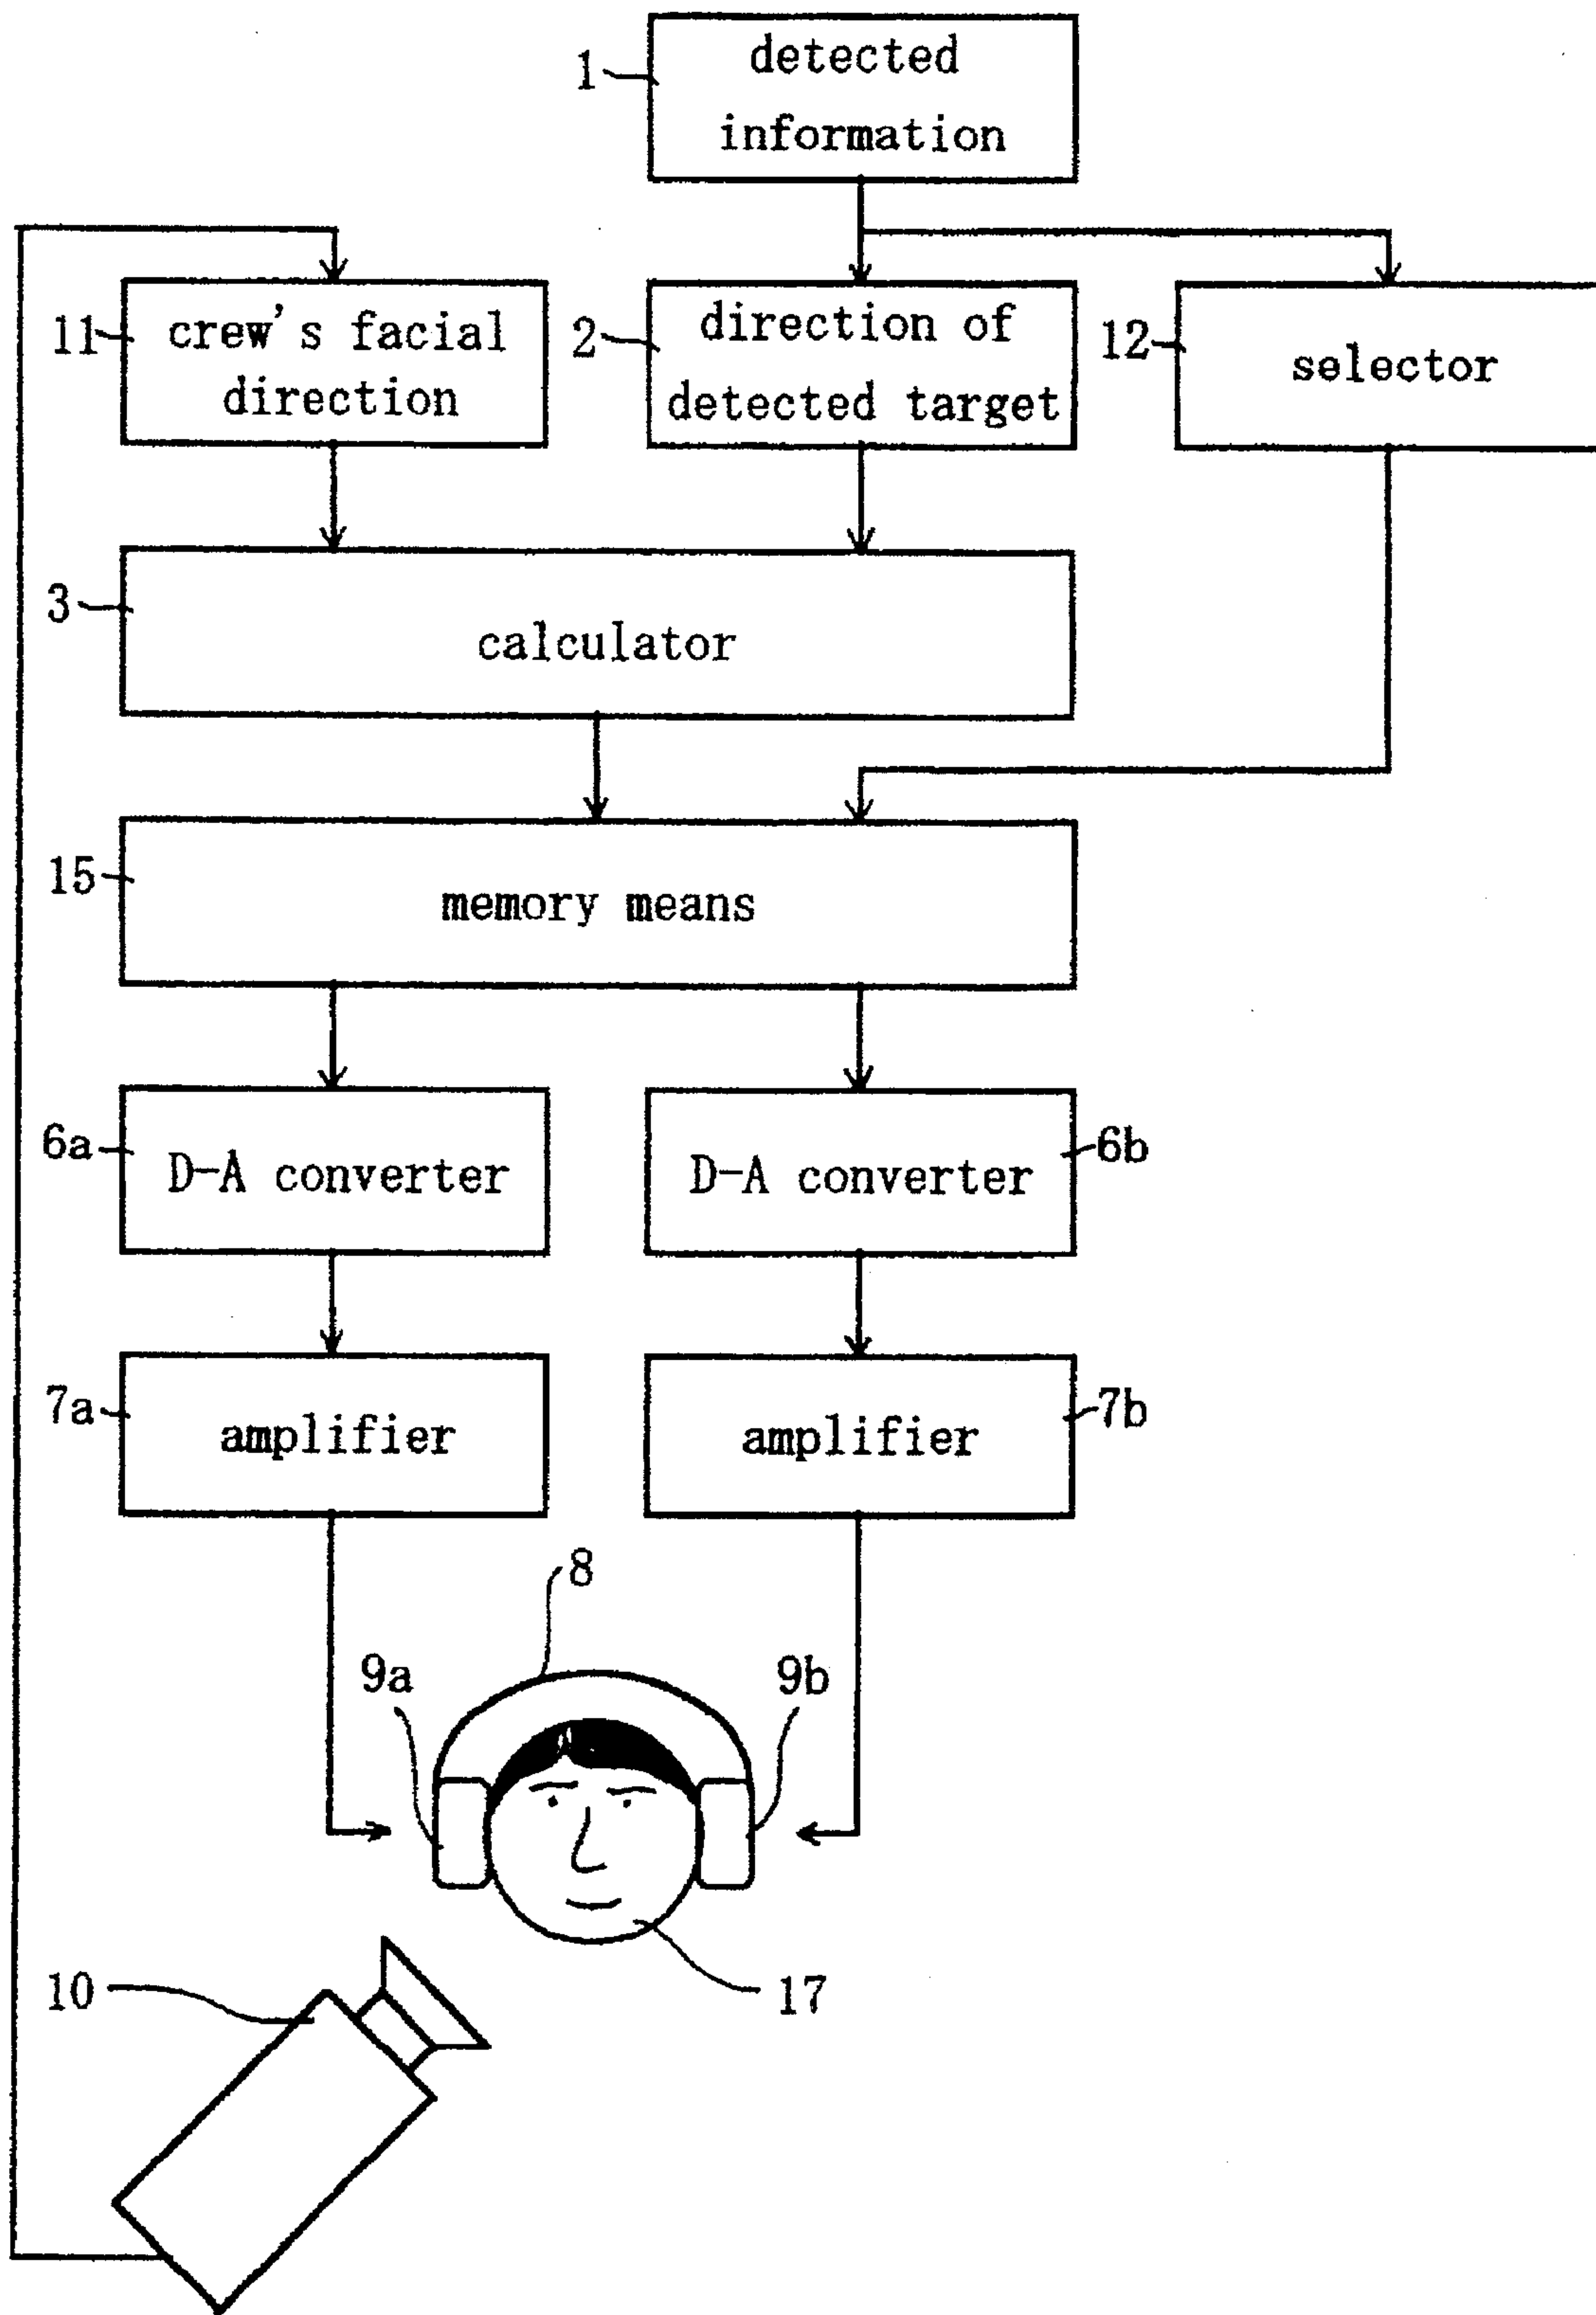 detected
information
1
crew's facial
direction
11
direction of
detected target
2
selector
12
calculator
3
memory means
15
D-A converter
6a
D-A converter
6b
amplifier
7a
amplifier
7b
8
9a
9b
10
17